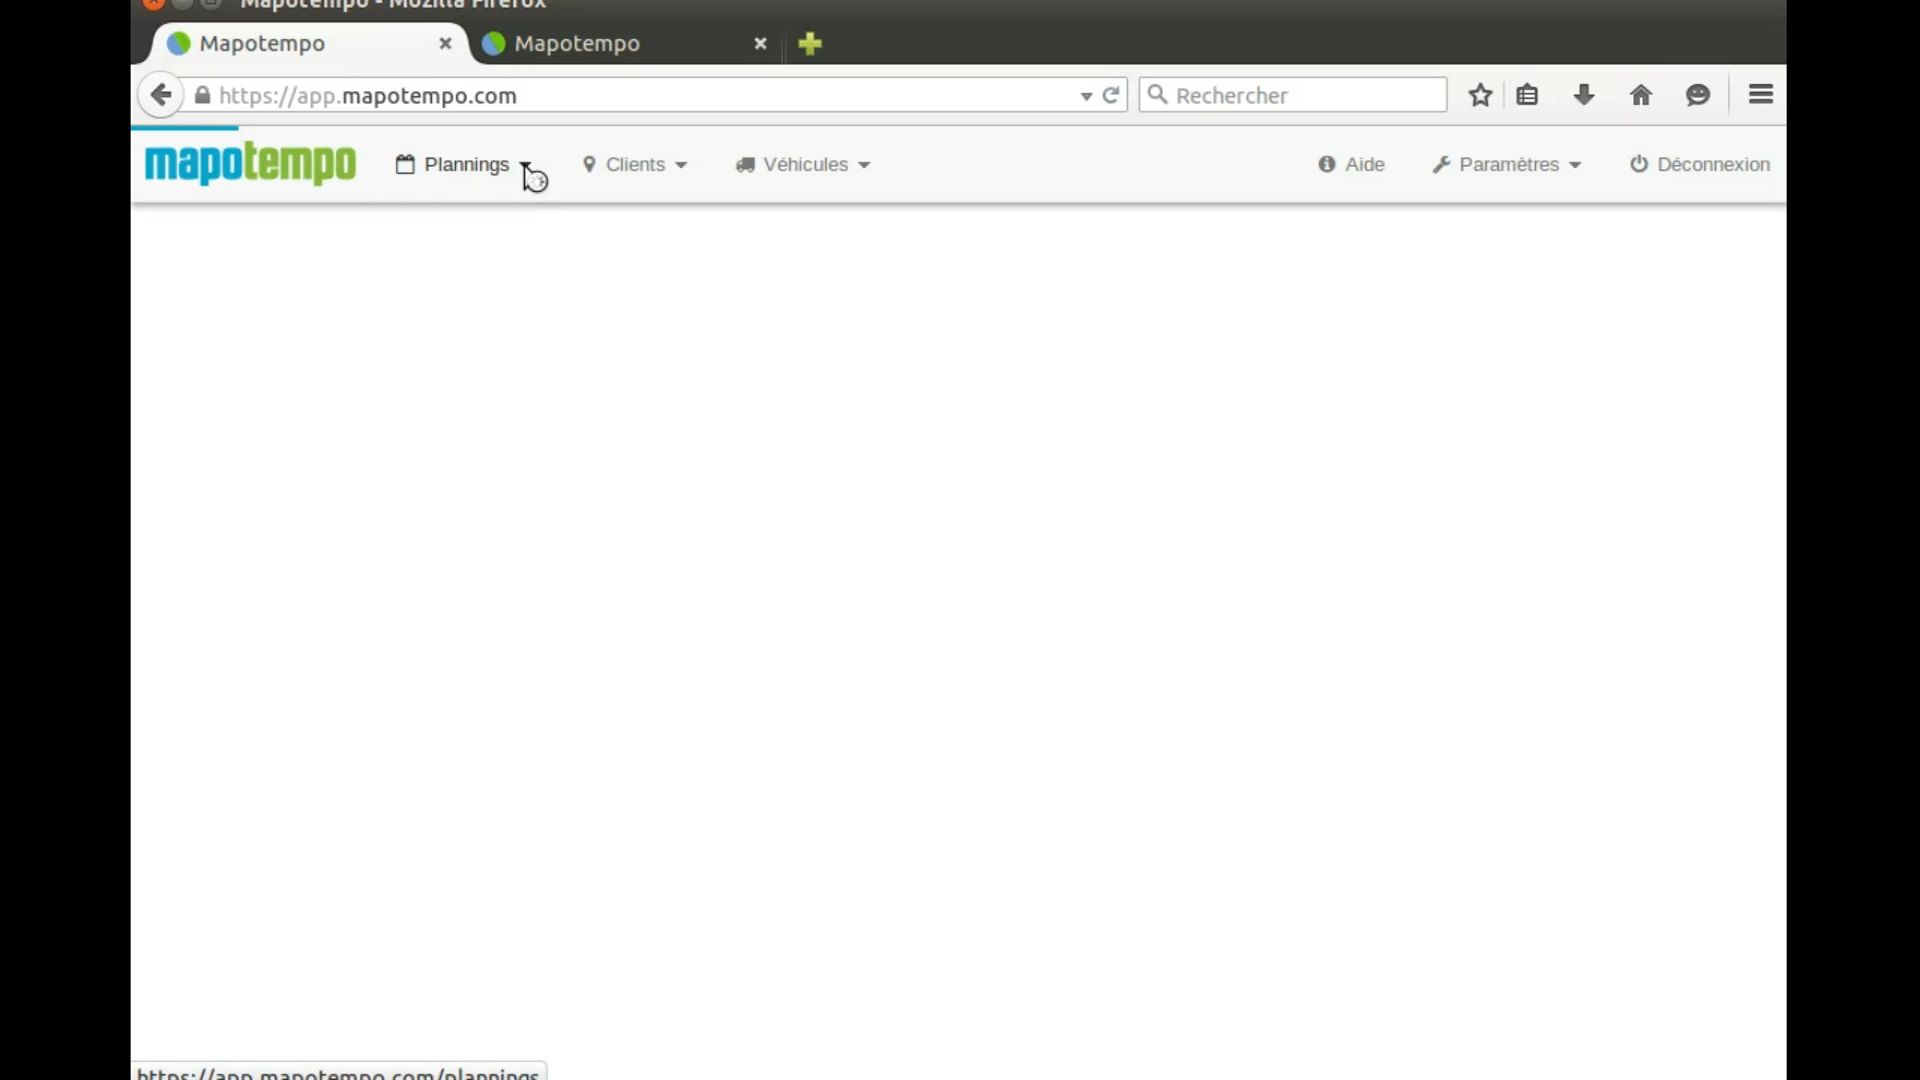 Mapotempo - Mozilla Firefox
Mapotempo
Mapotempo
https://app.mapotempo.com
Rechercher
mapotempo
Plannings
Clients
Véhicules
Aide
Paramètres
Déconnexion
https://app.mapotempo.com/plannings